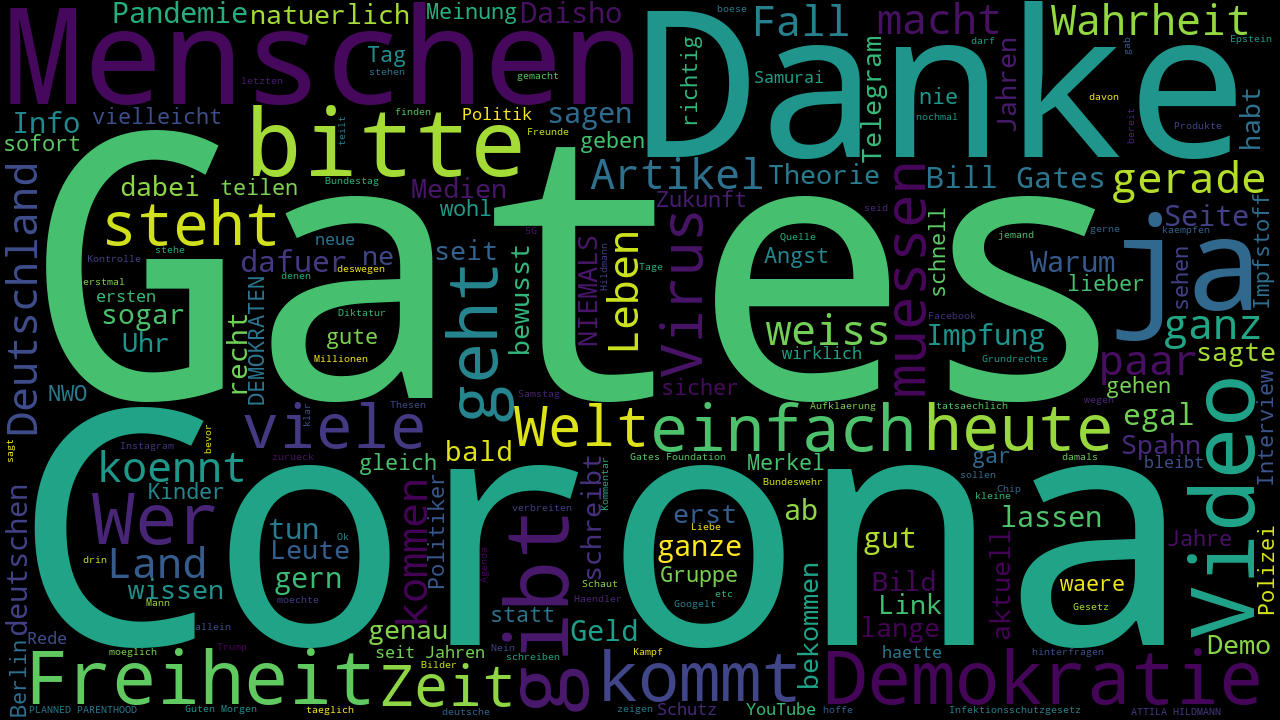 Menschen
Danke
Gates
Corona
Pandemie
natuerlich
Meinung
Daisho
boese
Fall
macht
Wahrheit
Tag
stehen
letzten
gemacht
Samurai
darf
gab
Epstein
Info
vielleicht
bitte
finden
Politik
sagen
richtig
Telegram
nie
nochmal
Jahren
davon
bereit
Produkte
habt
sofort
teilt
Freunde
geben
Deutschland
dabei
teilen
Bundestag
Medien
Artikel
Theorie
Bill Gates
gerade
steht
wohl
Zukunft
muessen
seid
gerne
kaempfen
Seite
Impfstoff
stehe
neue
5G
Quelle
jemand
ja
Kontrolle
dafuer
ne
seit
Hildmann
Angst
Warum
sehen
erstmal
deswegen
denen
Tage
schnell
lieber
ersten
DEMOKRATEN
geht
bewusst
NIEMALS
Leben
Virus
sogar
Diktatur
weiss
Facebook
Impfung
ganz
Uhr
recht
gute
Millionen
wirklich
Grundrechte
paar
sagte
NWO
Samstag
sicher
gehen
Interview
viele
klar
Thesen
Welt
Aufklaerung
tatsaechlich
wegen
egal
einfach
heute
Video
sagt
Instagram
bevor
zurueck
gleich
bald
Gates Foundation
Merkel
gar
damals
Spahn
bleibt
koennt
Kinder
Kommentar
Bundeswehr
sollen
Chip
kleine
deutschen
Wer
kommen
Politiker
verbreiten
schreibt
erst
Liebe
ab
lassen
tun
Ok
Leute
gut
aktuell
Jahre
Polizei
drin
Land
ganze
wissen
gern
Agenda
gibt
Schaut
Gruppe
etc
Bild
waere
Mann
moechte
Haendler
Googelt
Link
Gesetz
Berlin
Rede
allein
genau
statt
Geld
bekommen
lange
Demo
moeglich
Trump
seit Jahren
Nein
Kampf
haette
hinterfragen
Freiheit
Bilder
Zeit
schreiben
kommt
Demokratie
PLANNED PARENTHOOD
Guten Morgen
taeglich
deutsche
zeigen
Schutz
YouTube
hoffe
Infektionsschutzgesetz
ATTILA HILDMANN